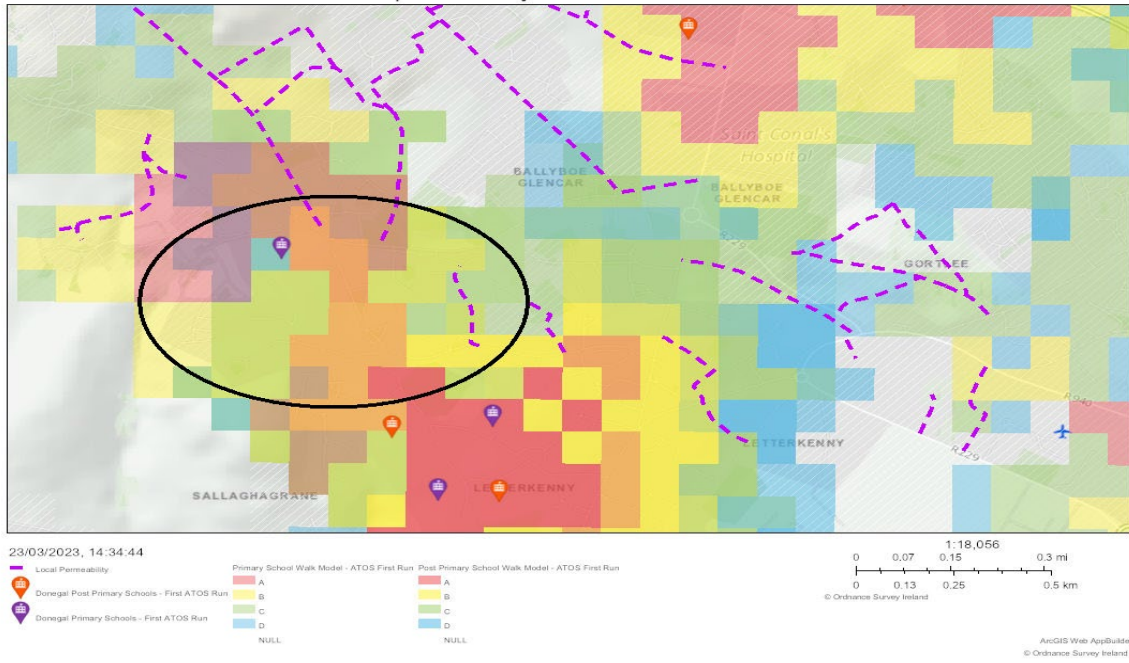 Saint Conal's
Hospital
BALLYBOE
GLENCAR
BALLYBOE
GLENCAR
R229
GORTLEE
R940
LETTERKENNY
R229
SALLAGHAGRANE
LETTERKENNY
23/03/2023, 14:34:44
Local Permeability
Donegal Post Primary Schools - First ATOS Run
Donegal Primary Schools - First ATOS Run
Primary School Walk Model - ATOS First Run
A
B
C
D
NULL
Post Primary School Walk Model - ATOS First Run
A
B
C
D
NULL
1:18,056
0 0.07 0.15 0.3 mi
0 0.13 0.25 0.5 km
© Ordnance Survey Ireland
ArcGIS Web AppBuilder
© Ordnance Survey Ireland